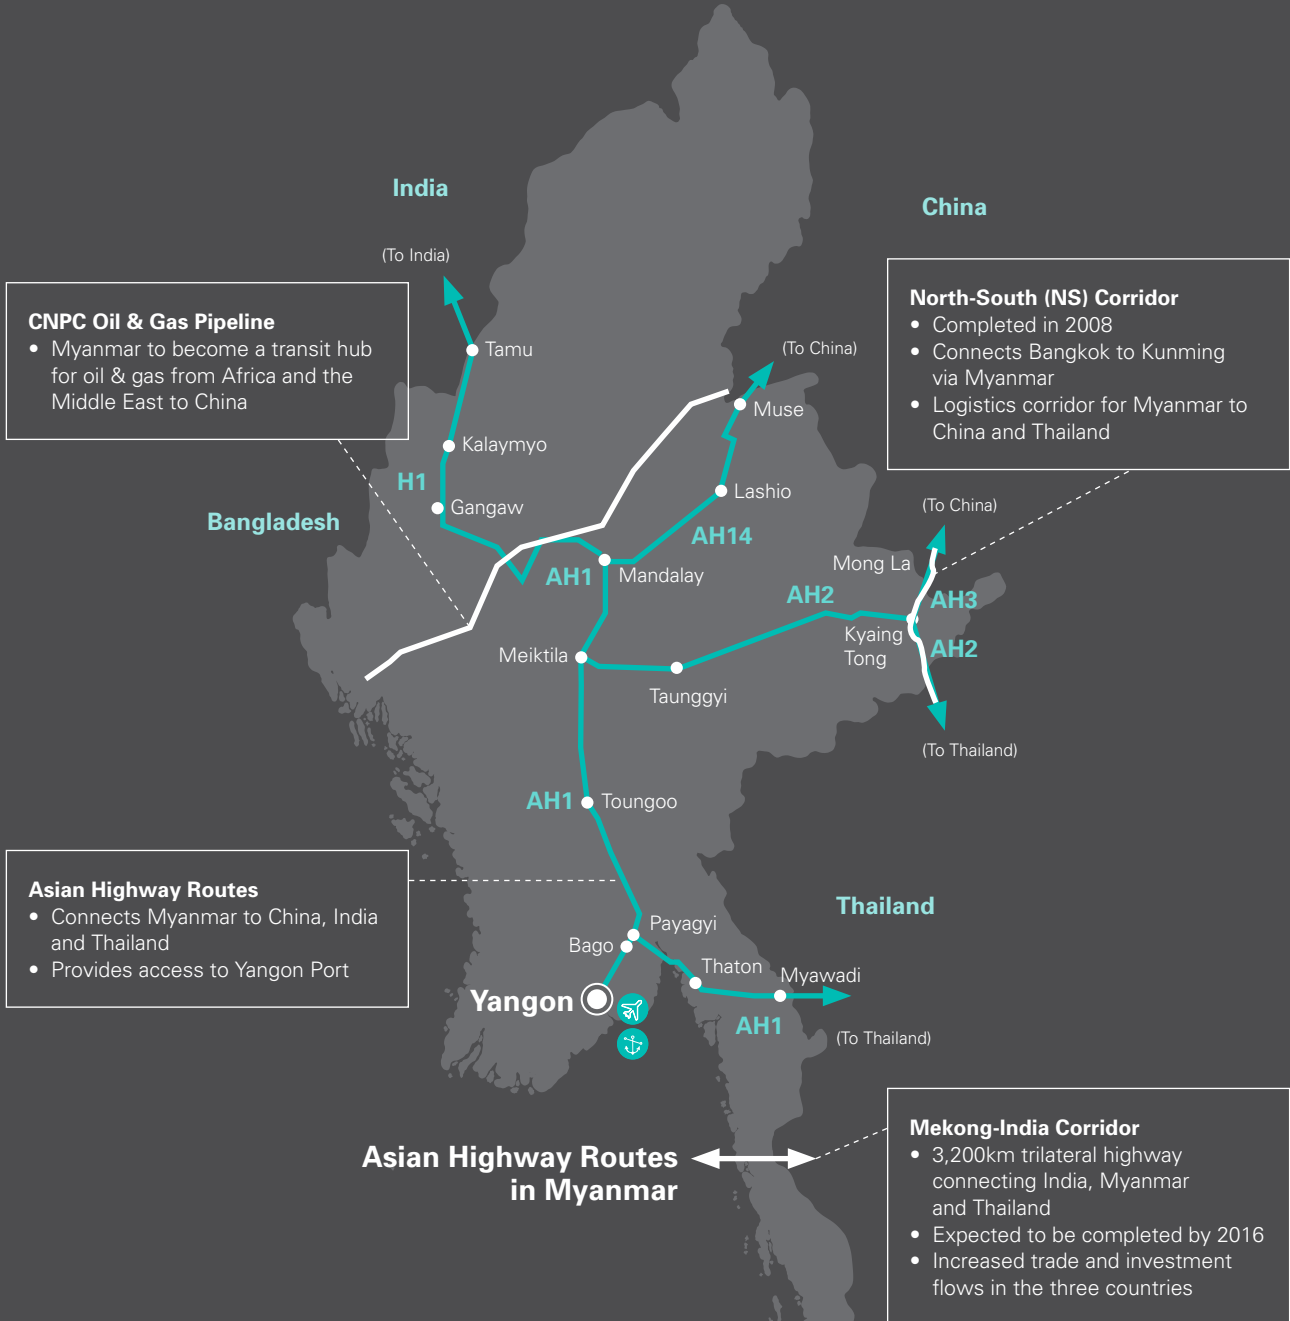 India
China
(To India)
CNPC Oil & Gas Pipeline
• Myanmar to become a transit hub
for oil & gas from Africa and the
Middle East to China
North-South (NS) Corridor
• Completed in 2008
• Connects Bangkok to Kunming
via Myanmar
• Logistics corridor for Myanmar to
China and Thailand
Tamu
(To China)
Muse
Kalaymyo
H1
Gangaw
Lashio
Bangladesh
AH14
(To China)
Mong La
AH1
Mandalay
AH2
AH3
Kyaing
Tong
AH2
Meiktila
Taunggyi
(To Thailand)
AH1
Toungoo
Asian Highway Routes
• Connects Myanmar to China, India
and Thailand
• Provides access to Yangon Port
Thailand
Payagyi
Bago
Thaton
Myawadi
Yangon
AH1
(To Thailand)
Asian Highway Routes
in Myanmar
Mekong-India Corridor
• 3,200km trilateral highway
connecting India, Myanmar
and Thailand
• Expected to be completed by 2016
• Increased trade and investment
flows in the three countries